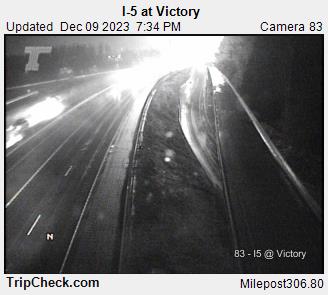 I-5 at Victory
Updated Dec 09 2023 7:34 PM Camera 83
T
N
83 - I5 @ Victory
TripCheck.com Milepost306.80